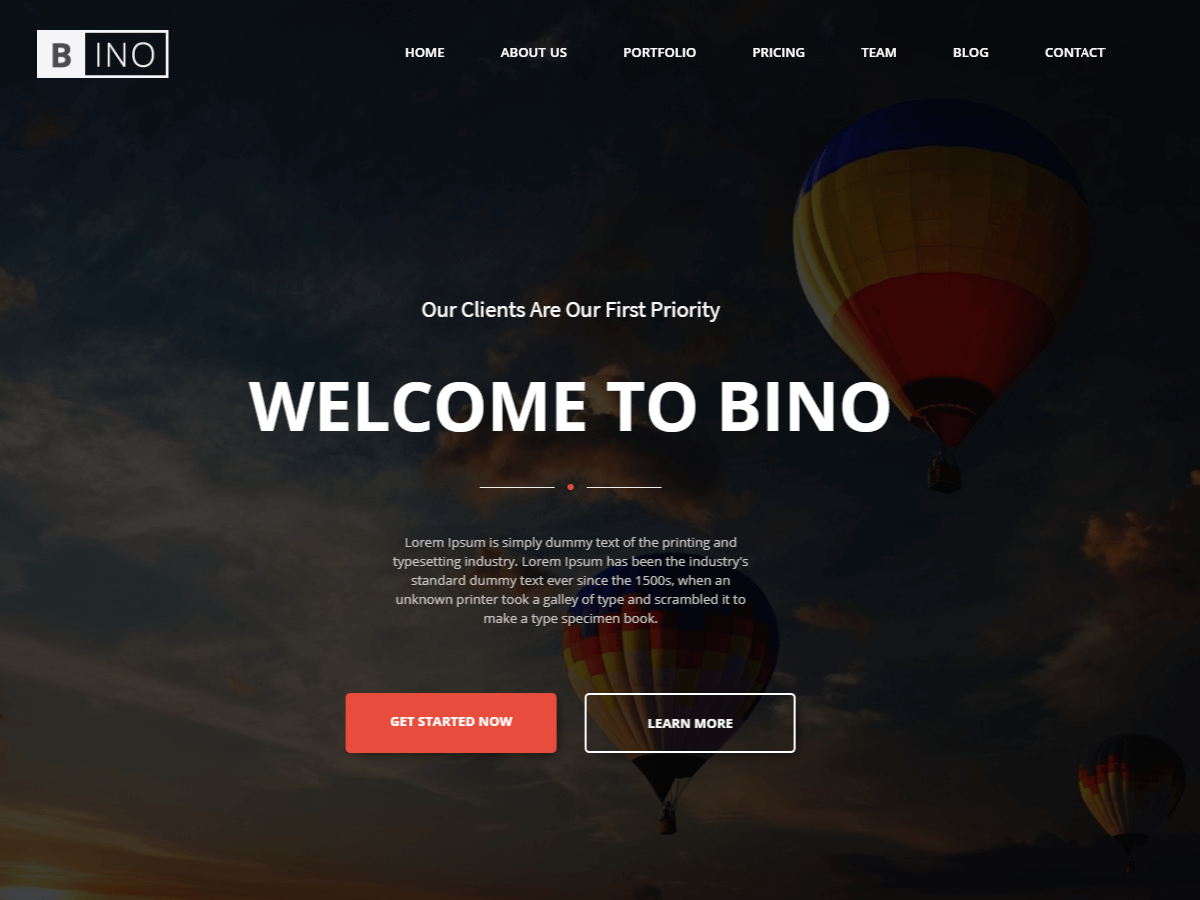 BINO
HOME ABOUT US PORTFOLIO PRICING TEAM BLOG CONTACT
Our Clients Are Our First Priority
WELCOME TO BINO
Lorem Ipsum is simply dummy text of the printing and
typesetting industry. Lorem Ipsum has been the industry's
standard dummy text ever since the 1500s, when an
unknown printer took a galley of type and scrambled it to
make a type specimen book.
GET STARTED NOW LEARN MORE